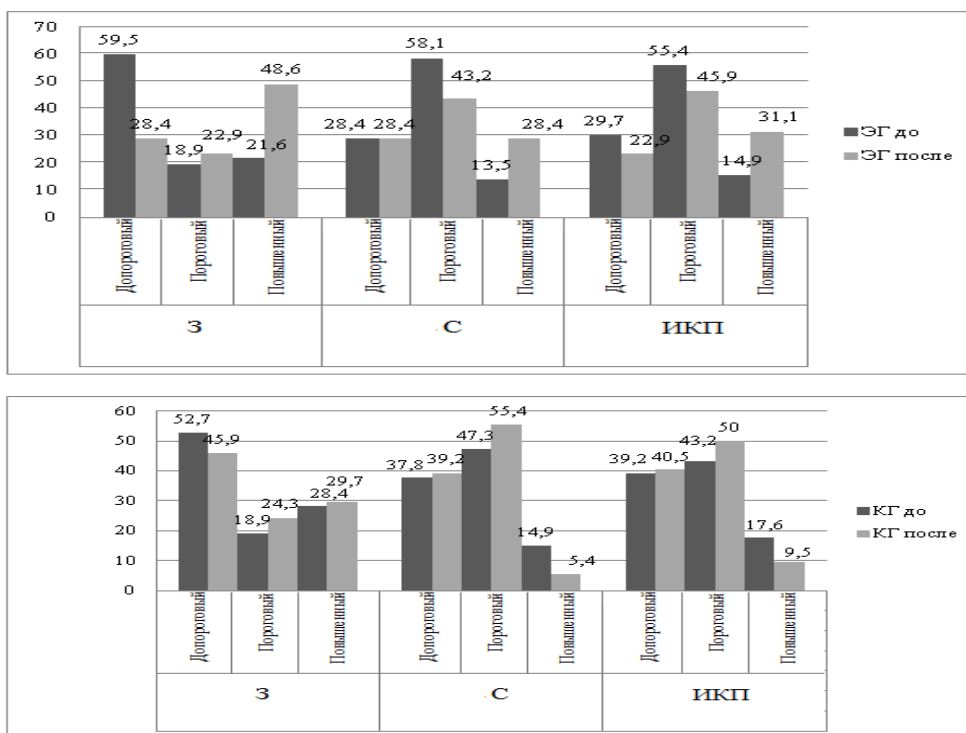 70
60
50
40
30
20
10
0
59,5
28,4
18,9
22,9
21,6
48,6
28,4
28,4
58,1
43,2
13,5
28,4
29,7
22,9
55,4
45,9
14,9
31,1
ЭГ до
ЭГ после
Допороговый
Пороговый
Повышенный
Допороговый
Пороговый
Повышенный
Допороговый
Пороговый
Повышенный
З
С
ИКП
60
50
40
30
20
10
0
52,7
45,9
18,9
24,3
28,4
29,7
37,8
39,2
47,3
55,4
14,9
5,4
39,2
40,5
43,2
50
17,6
9,5
КГ до
КГ после
Допороговый
Пороговый
Повышенный
Допороговый
Пороговый
Повышенный
Допороговый
Пороговый
Повышенный
З
С
ИКП